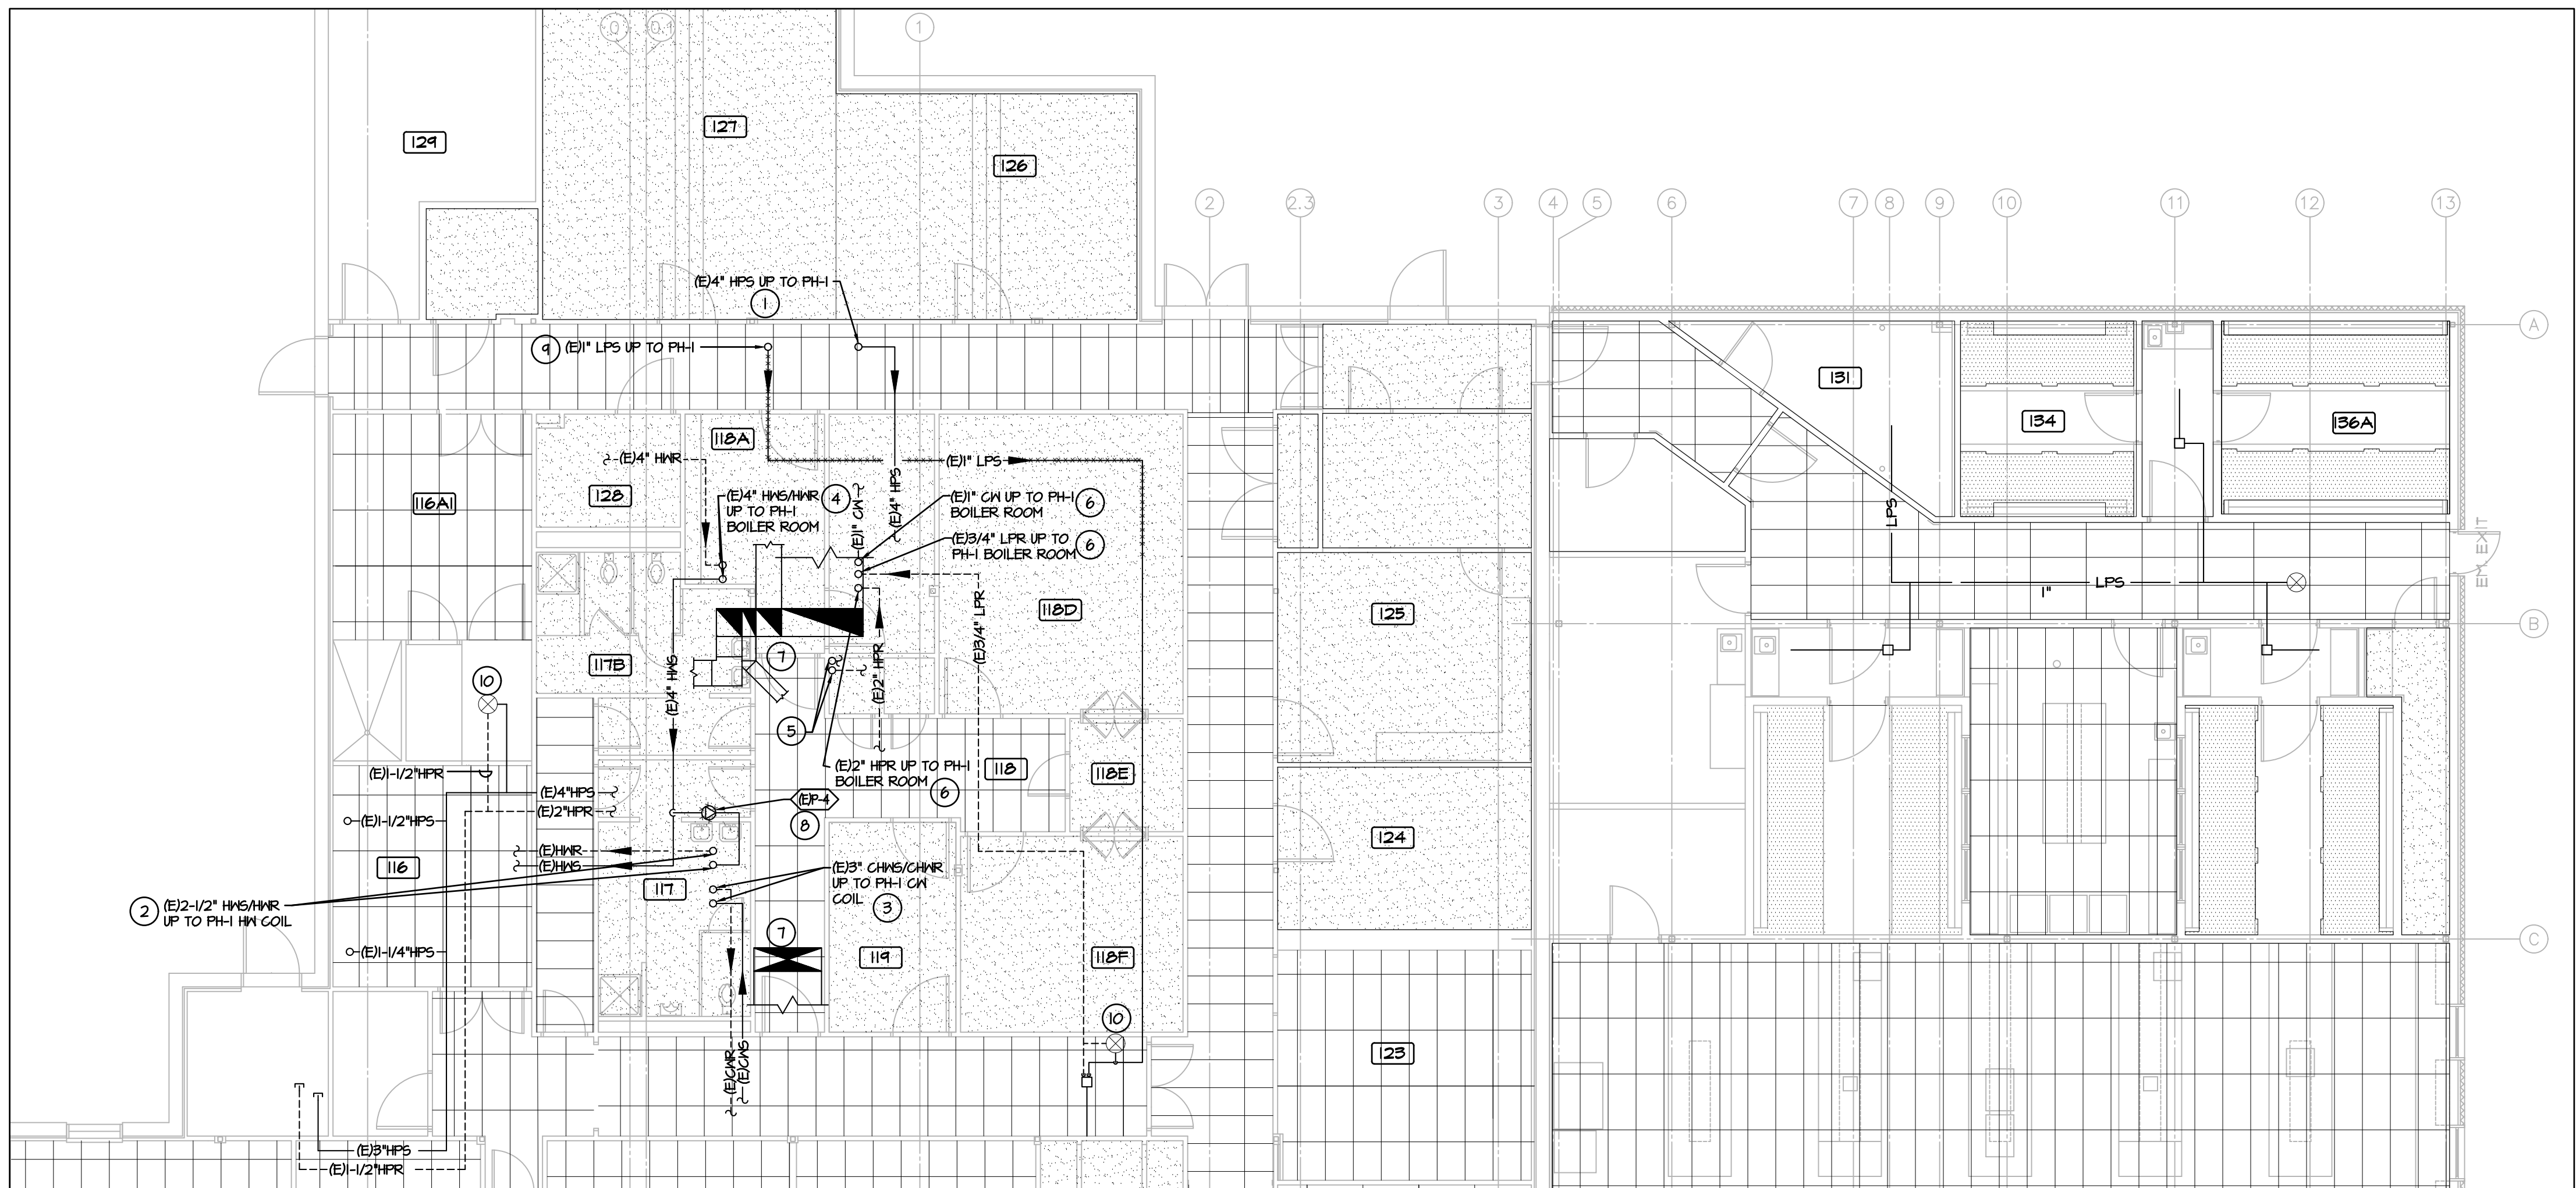 0
0.1
1
127
129
126
2
2.3
3
4
5
6
7
8
9
10
11
12
13
(E)4" HPS UP TO PH-1
1
A
9
(E)1" LPS UP TO PH-1
131
134
136A
118A
(E)4" HWR
(E)1" LPS
128
116A1
(E)4" HWS/HWR
UP TO PH-1
BOILER ROOM
4
(E)1" CW
(E)4" HPS
(E)1" CW UP TO PH-1
BOILER ROOM
6
(E)3/4" LPR UP TO
PH-1 BOILER ROOM
6
LPS
EM. EXIT
LPS
1"
118D
125
B
117B
7
(E)4" HWS
(E)2" HPR
(E)3/4" LPR
10
5
(E)2" HPR UP TO PH-1
BOILER ROOM
6
118
118E
(E)1-1/2"HPR
(E)4"HPS
(E)2"HPR
(E)P-4
8
(E)1-1/2"HPS
124
(E)HWR
(E)HWS
116
117
(E)3" CHWS/CHWR
UP TO PH-1 CW
COIL
3
2
(E)2-1/2" HWS/HWR
UP TO PH-1 HW COIL
7
C
(E)1-1/4"HPS
119
118F
10
123
(E)CWR
(E)CWS
(E)3"HPS
(E)1-1/2"HPR